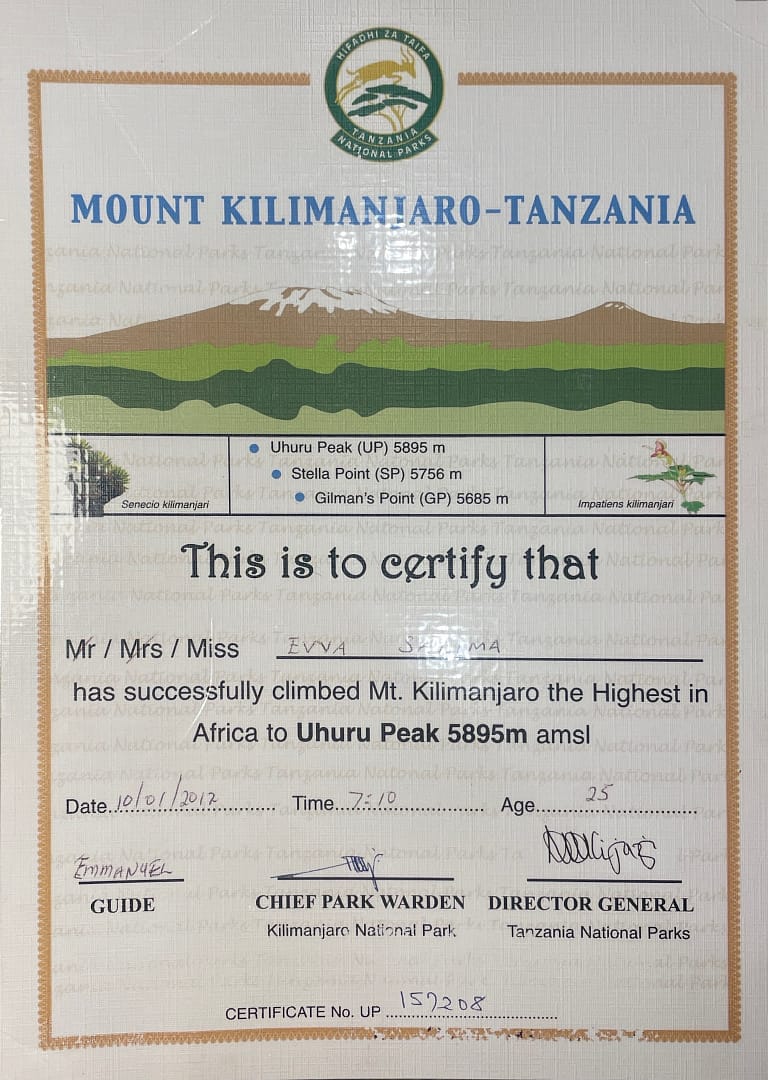 HIFADHI ZA TAIFA
TANZANIA
NATIONAL PARKS
MOUNT KILIMANJARO-TANZANIA
Uhuru Peak (UP) 5895 m
Stella Point (SP) 5756 m
Gilman's Point (GP) 5685 m
Senecio kilimanjari
Impatiens kilimanjari
This is to certify that
Mr / Mrs / Miss EVVA
has successfully climbed Mt. Kilimanjaro the Highest in
Africa to Uhuru Peak 5895m amsl
Date 10/01/2012 Time 7:10 Age 25
EMMANUEL
GUIDE CHIEF PARK WARDEN DIRECTOR GENERAL
Kilimanjaro National Park Tanzania National Parks
CERTIFICATE No. UP 157208